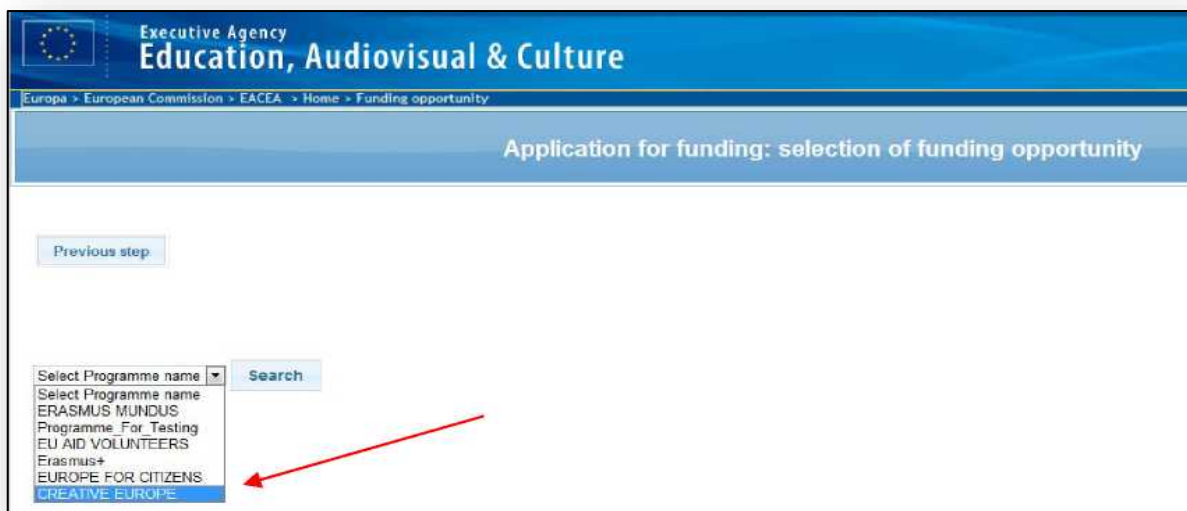 Executive Agency
Education, Audiovisual & Culture
Europa > European Commission > EACEA > Home > Funding opportunity
Application for funding: selection of funding opportunity
Previous step
Select Programme name Search
Select Programme name
ERASMUS MUNDUS
Programme_For_Testing
EU AID VOLUNTEERS
Erasmus+
EUROPE FOR CITIZENS
CREATIVE EUROPE